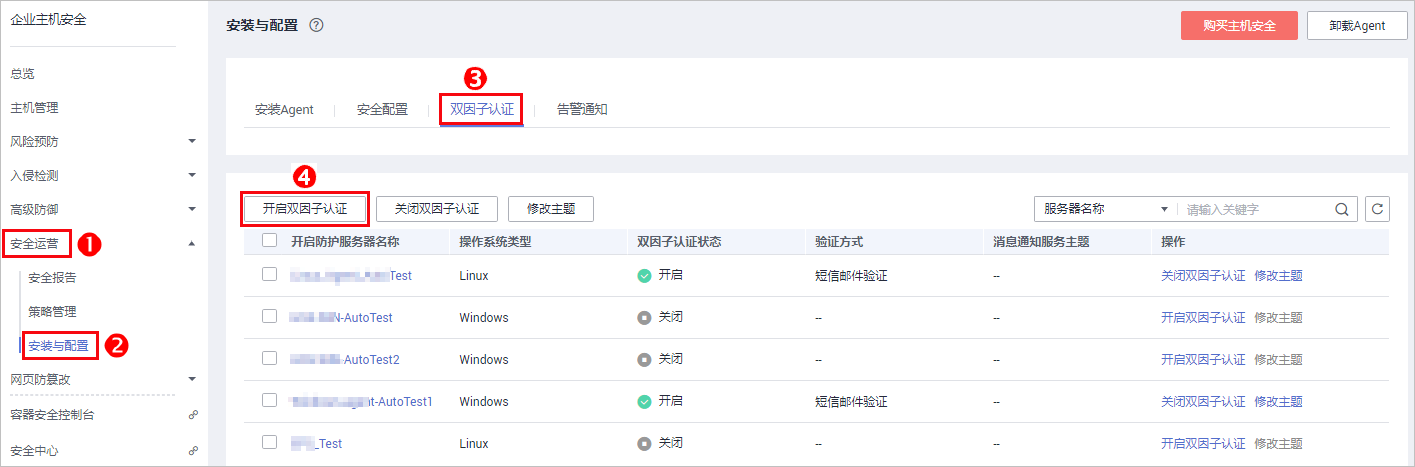 企业主机安全
总览
主机管理
风险预防
入侵检测
高级防御
安全运营 1
安全报告
策略管理
安装与配置 2
网页防篡改
容器安全控制台
安全中心
安装与配置 ?
购买主机安全 卸载Agent
3
安装Agent 安全配置 双因子认证 告警通知
4
开启双因子认证 关闭双因子认证 修改主题 服务器名称 请输入关键字
开启防护服务器名称 操作系统类型 双因子认证状态 验证方式 消息通知服务主题 操作
Test Linux 开启 短信邮件验证 -- 关闭双因子认证 修改主题
-AutoTest Windows 关闭 -- -- 开启双因子认证 修改主题
-AutoTest2 Windows 关闭 -- -- 开启双因子认证 修改主题
-AutoTest1 Windows 开启 短信邮件验证 -- 关闭双因子认证 修改主题
_Test Linux 关闭 -- -- 开启双因子认证 修改主题